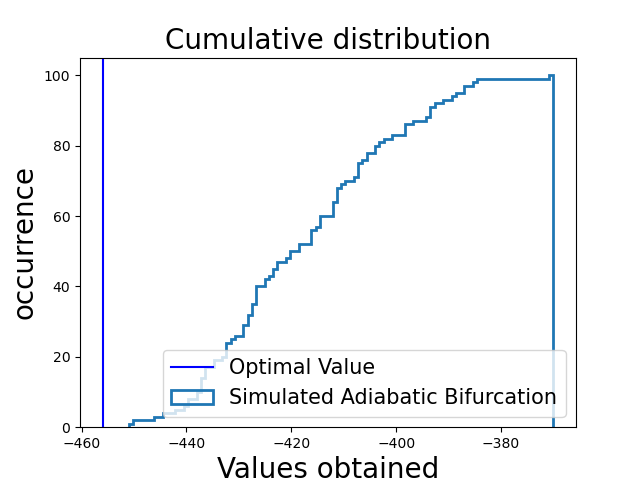 Cumulative distribution
occurrence
100
80
60
40
20
0
Optimal Value
Simulated Adiabatic Bifurcation
−460
−440
−420
−400
−380
Values obtained